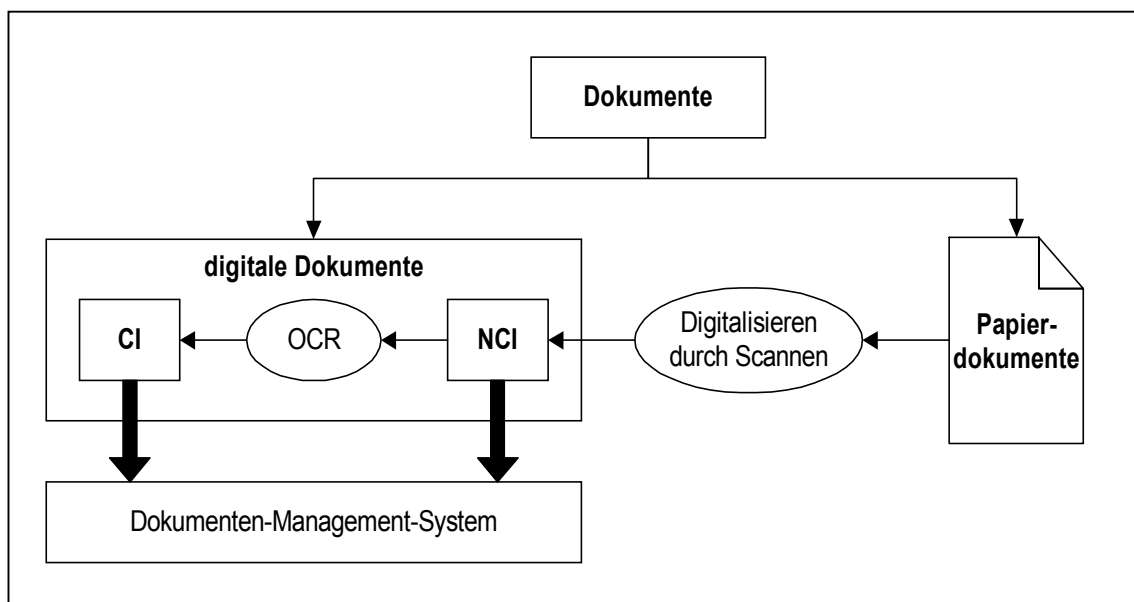 Dokumente
digitale Dokumente
CI
OCR
NCI
Digitalisieren
durch Scannen
Papier-
dokumente
Dokumenten-Management-System